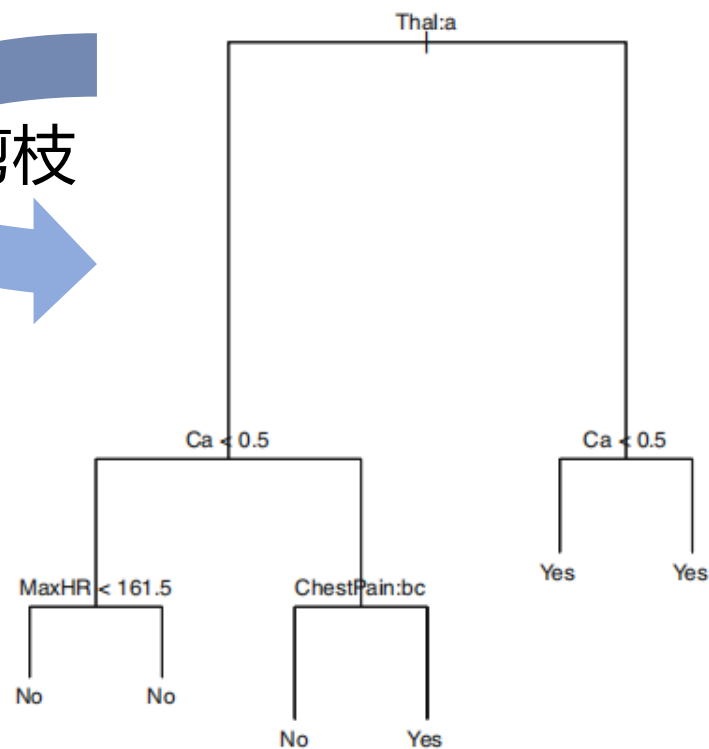 Thal:a
剪枝
Ca < 0.5
Ca < 0.5
MaxHR < 161.5
ChestPain:bc
Yes
Yes
No
No
No
Yes